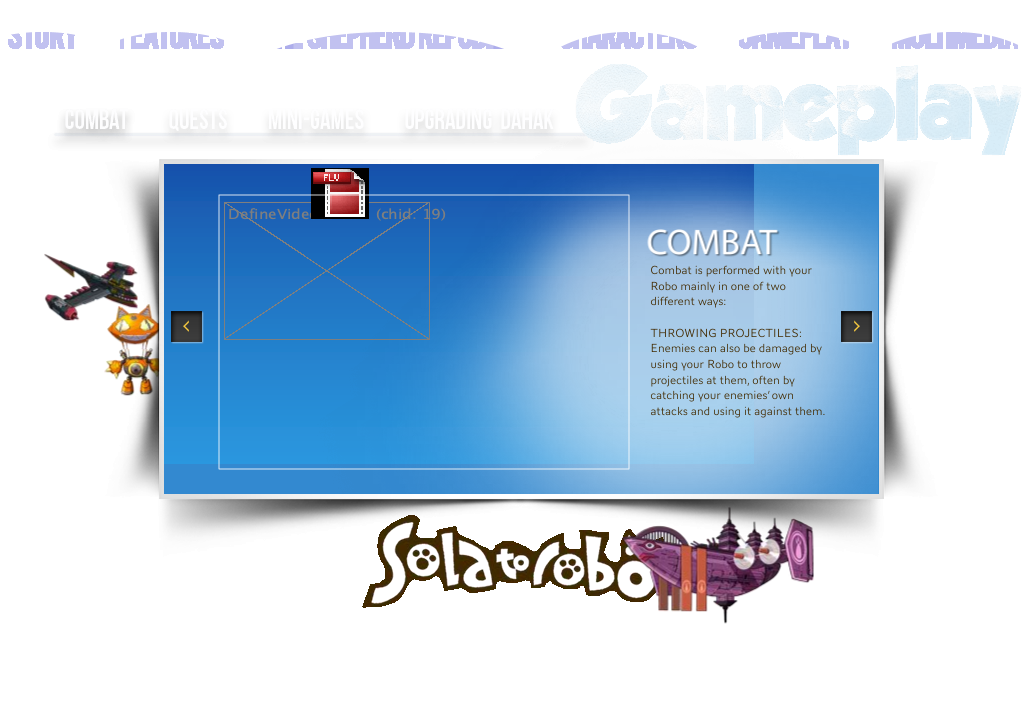 STORY FEATURES THE SHEPHERD REPUBLIC CHARACTERS GAMEPLAY MULTIMEDIA
Gameplay
COMBAT QUESTS MINI-GAMES UPGRADING DAHAK
FLV
DefineVide (chid: 19)
COMBAT
Combat is performed with your
Robo mainly in one of two
different ways:
THROWING PROJECTILES:
Enemies can also be damaged by
using your Robo to throw
projectiles at them, often by
catching your enemies' own
attacks and using it against them.
Solatorobo